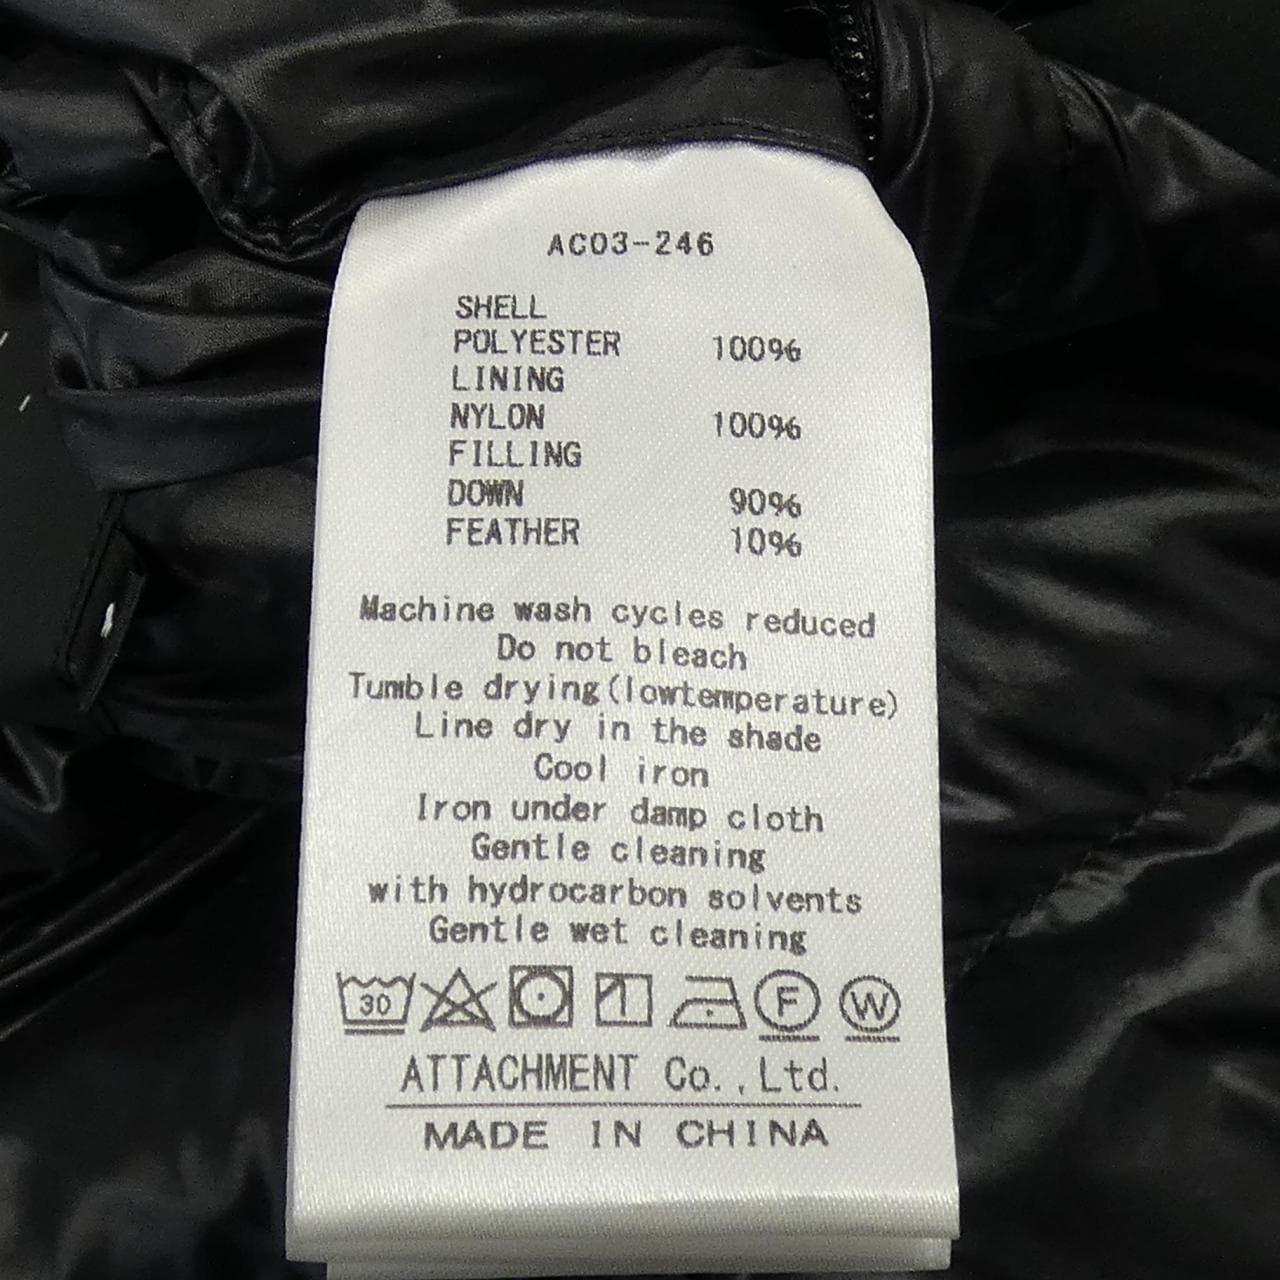 AC03-246
SHELL
POLYESTER 100%
LINING
NYLON 100%
FILLING
DOWN 90%
FEATHER 10%
Machine wash cycles reduced
Do not bleach
Tumble drying(lowtemperature)
Line dry in the shade
Cool iron
Iron under damp cloth
Gentle cleaning
with hydrocarbon solvents
Gentle wet cleaning
30 F W
ATTACHMENT Co.,Ltd.
MADE IN CHINA